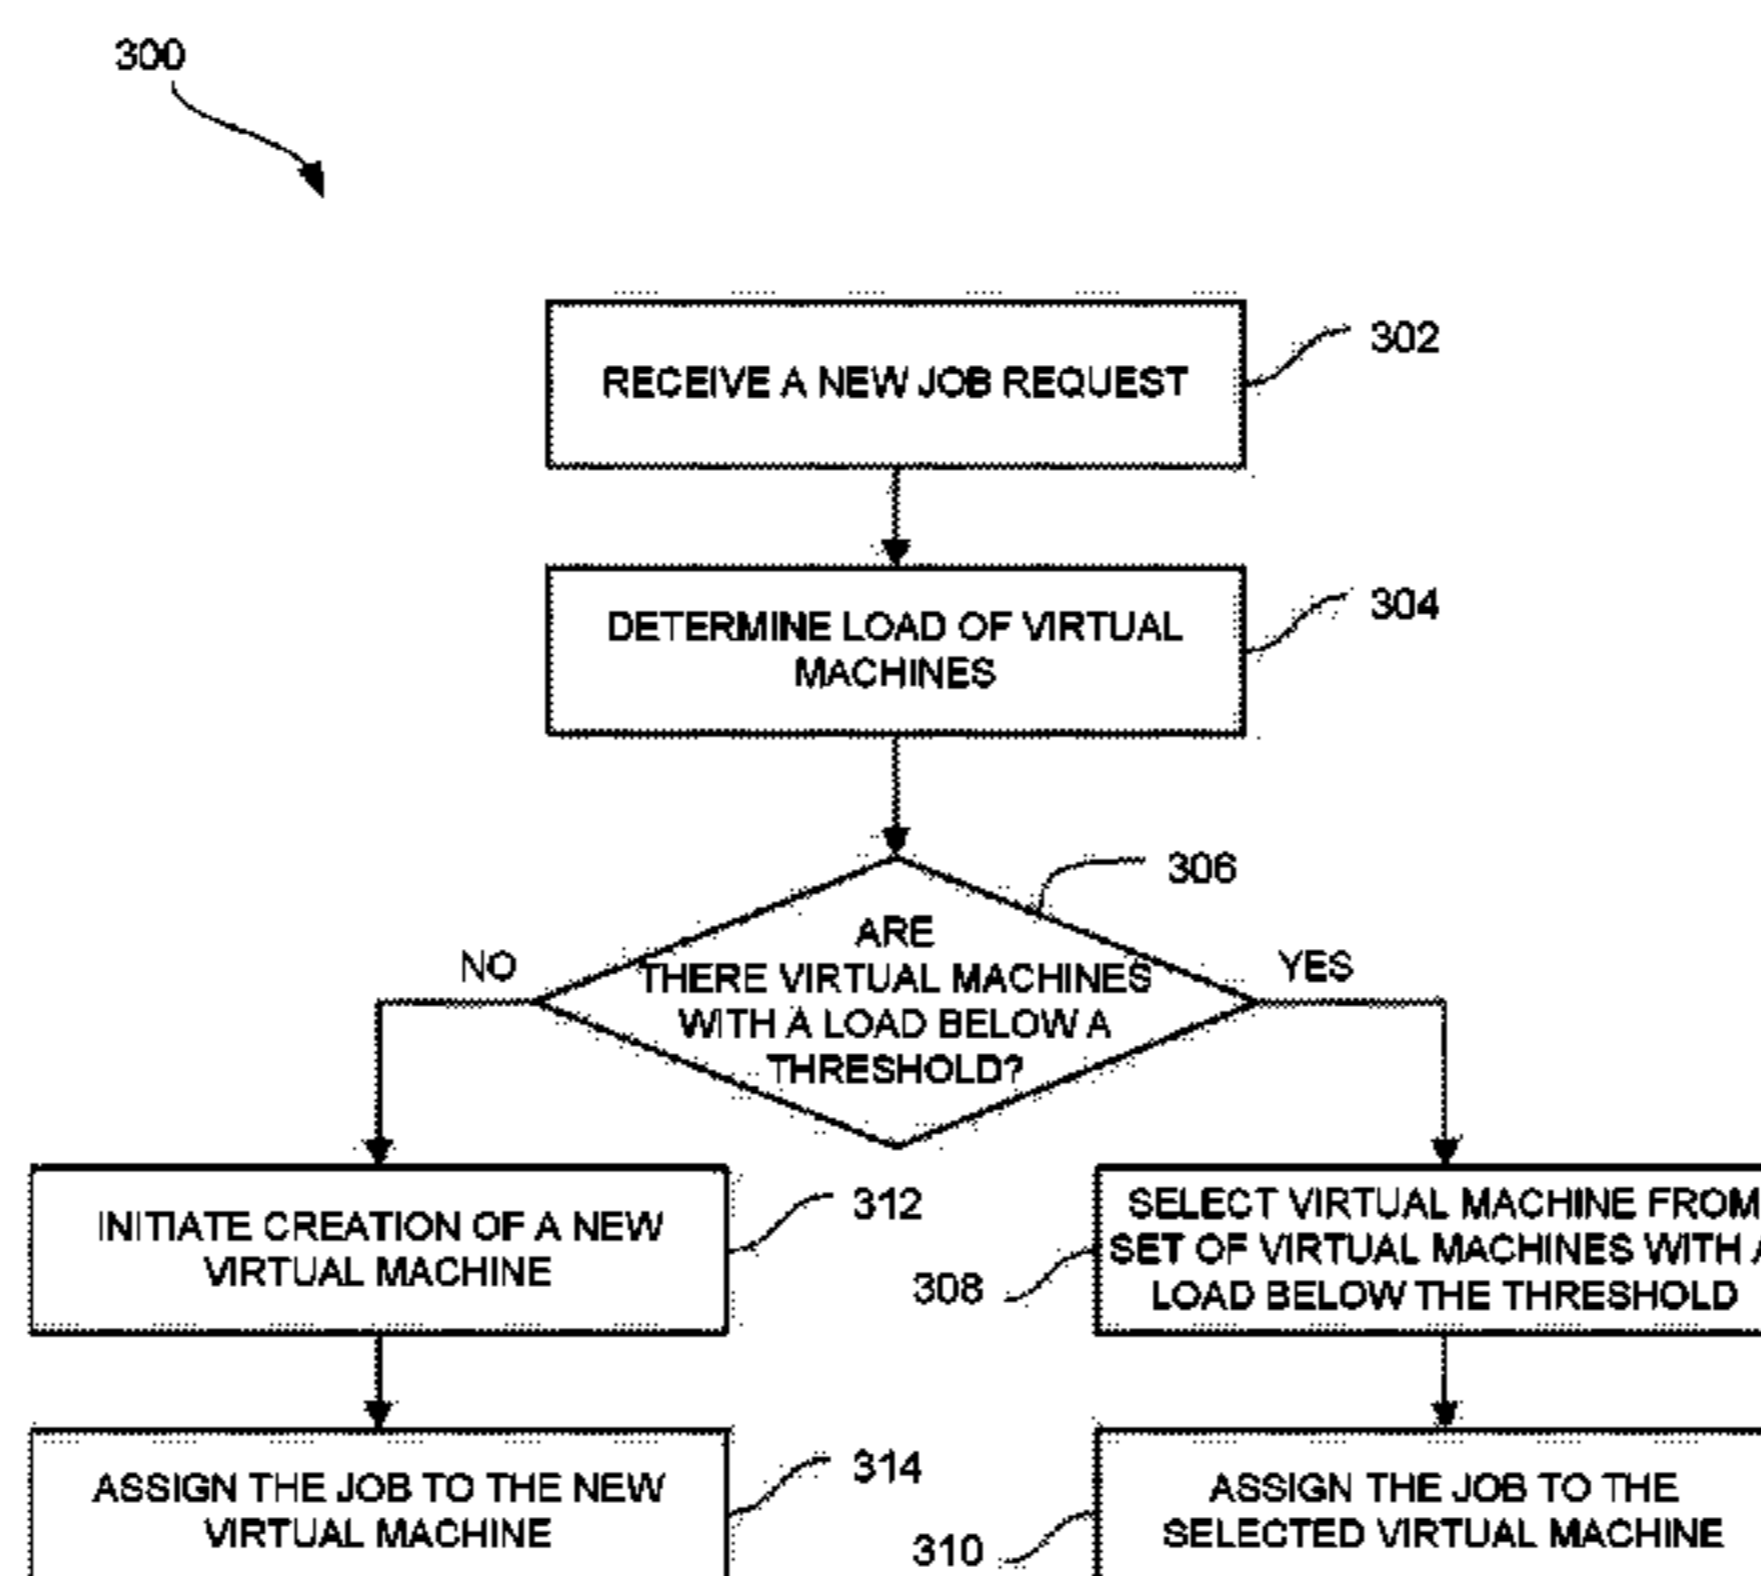 300
RECEIVE A NEW JOB REQUEST
302
DETERMINE LOAD OF VIRTUAL
MACHINES
304
306
ARE
THERE VIRTUAL MACHINES
WITH A LOAD BELOW A
THRESHOLD?
NO
YES
INITIATE CREATION OF A NEW
VIRTUAL MACHINE
312
SELECT VIRTUAL MACHINE FROM
SET OF VIRTUAL MACHINES WITH A
LOAD BELOW THE THRESHOLD
308
ASSIGN THE JOB TO THE NEW
VIRTUAL MACHINE
314
ASSIGN THE JOB TO THE
SELECTED VIRTUAL MACHINE
310